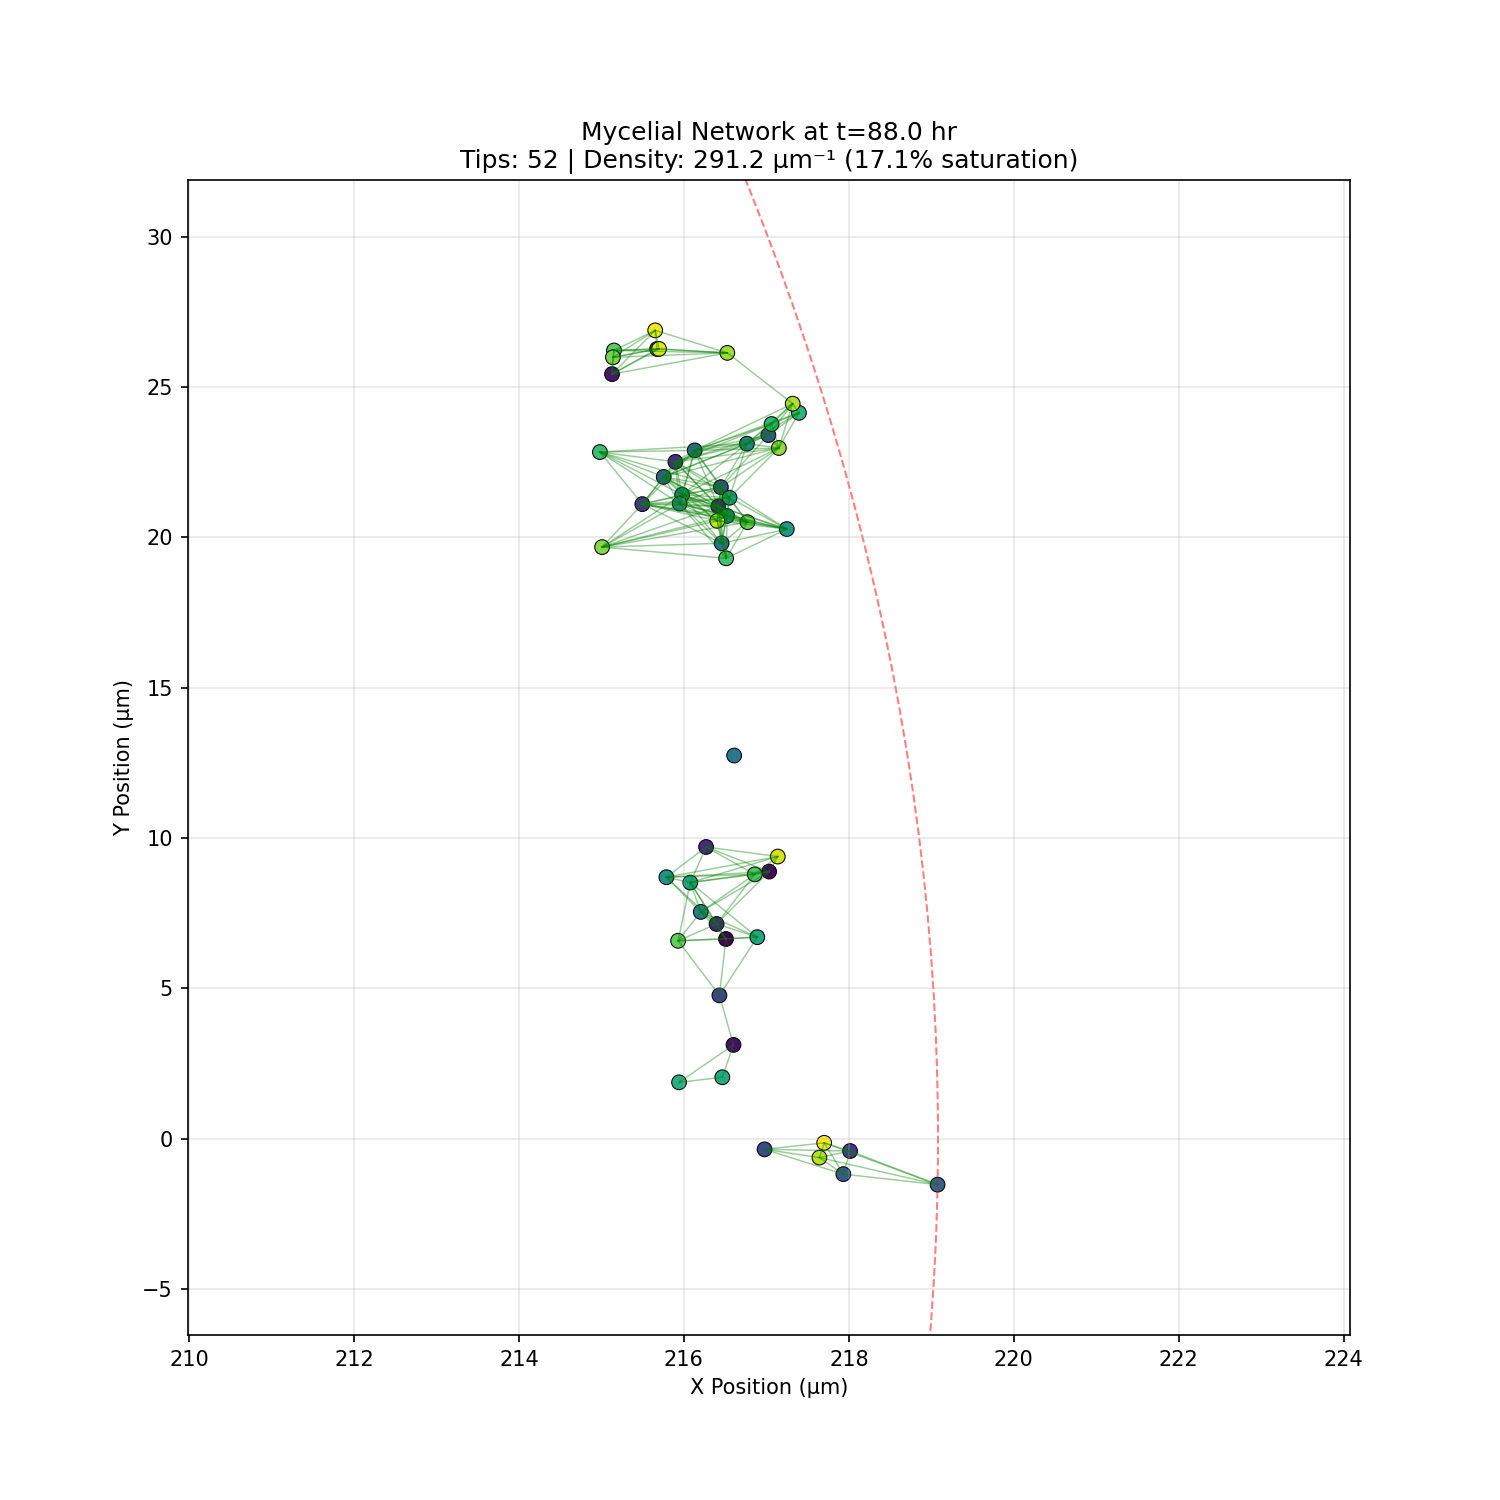 Mycelial Network at t=88.0 hr
Tips: 52 | Density: 291.2 μm⁻¹ (17.1% saturation)
30
25
20
15
10
5
0
−5
Y Position (μm)
210 212 214 216 218 220 222 224
X Position (μm)